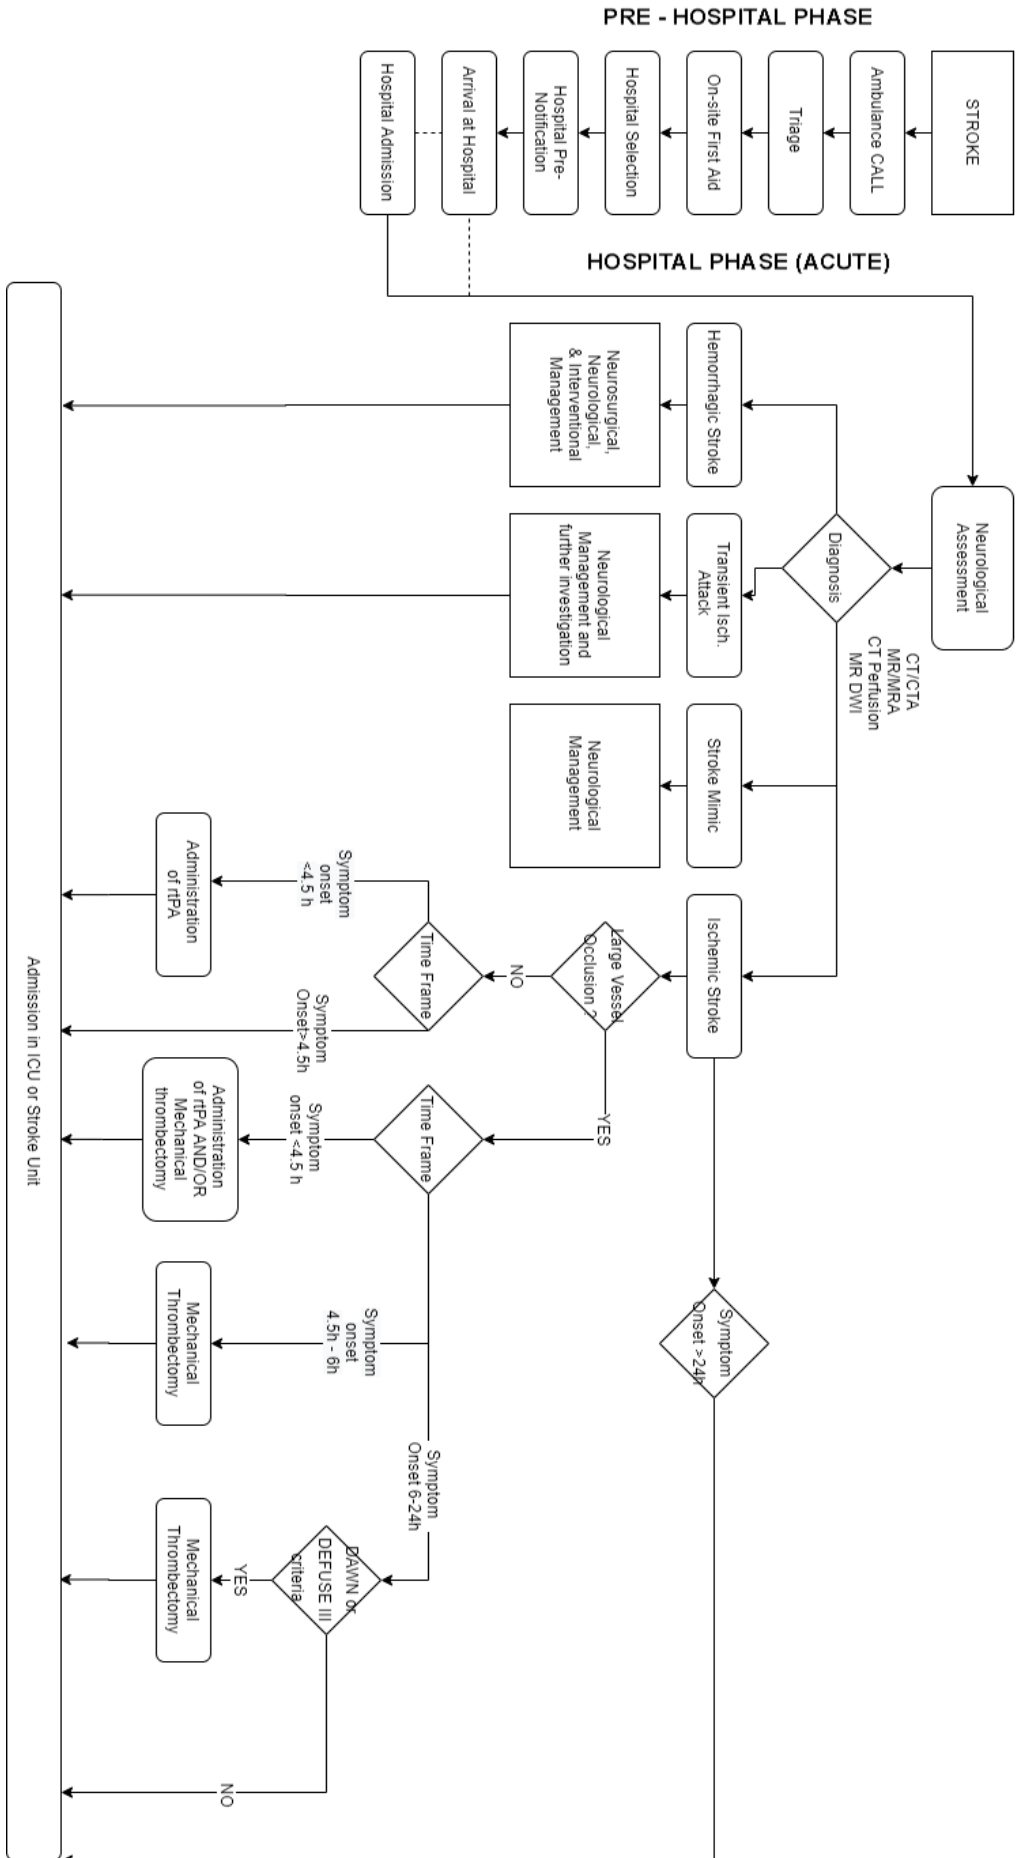 PRE - HOSPITAL PHASE
STROKE
Ambulance CALL
Triage
On-site First Aid
Hospital Selection
Hospital Pre-
Notification
Arrival at Hospital
Hospital Admission
HOSPITAL PHASE (ACUTE)
Neurological
Assessment
Diagnosis
CT/CTA
MR/MRA
CT Perfusion
MR DWI
Hemorrhagic Stroke
Neurosurgical,
Neurological,
& Interventional
Management
Transient Isch.
Attack
Neurological
Management and
further investigation
Stroke Mimic
Neurological
Management
Ischemic Stroke
Large Vessel
Occlusion ?
NO
YES
Time Frame
Symptom
onset
<4.5 h
Administration
of rtPA
Symptom
Onset>4.5h
Time Frame
Symptom
onset <4.5 h
Administration
of rtPA AND/OR
Mechanical
thrombectomy
Symptom
onset
4.5h - 6h
Mechanical
Thrombectomy
Symptom
Onset 6-24h
DAWN or
DEFUSE III
criteria
YES
Mechanical
Thrombectomy
NO
Symptom
Onset >24h
Admission in ICU or Stroke Unit